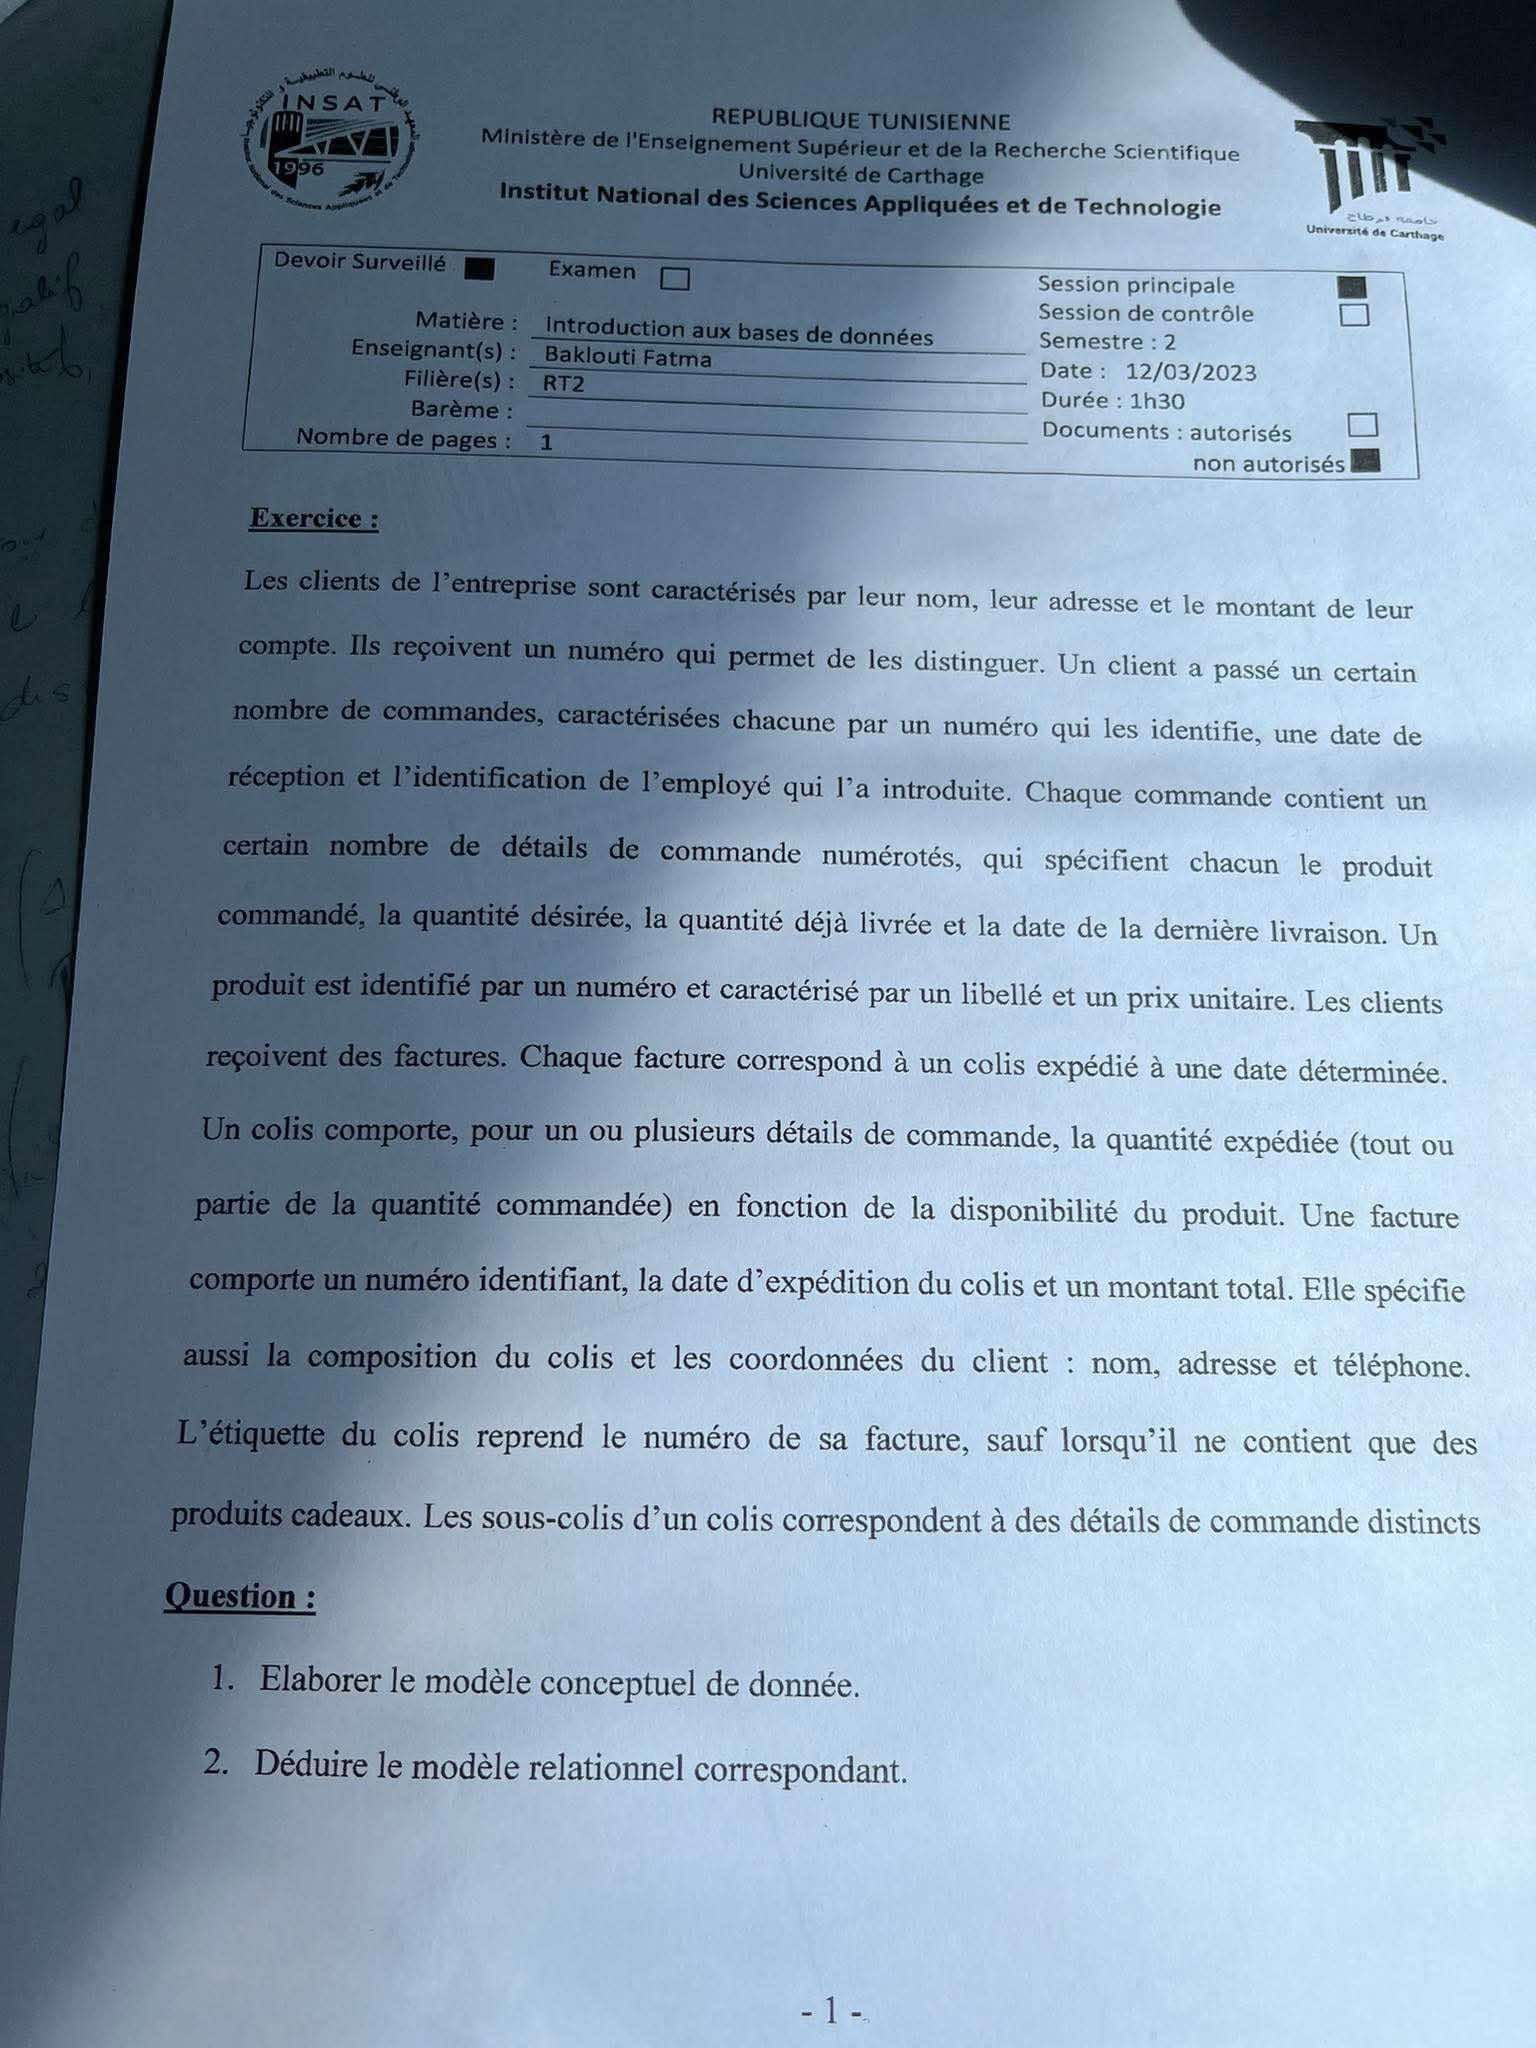 INSAT
1996
REPUBLIQUE TUNISIENNE
Ministère de l'Enseignement Supérieur et de la Recherche Scientifique
Université de Carthage
Institut National des Sciences Appliquées et de Technologie
Université de Carthage
Devoir Surveillé Examen
Session principale
Session de contrôle
Matière : Introduction aux bases de données
Semestre : 2
Enseignant(s) : Baklouti Fatma
Date : 12/03/2023
Filière(s) : RT2
Durée : 1h30
Barème :
Documents : autorisés
Nombre de pages : 1
non autorisés
Exercice :
Les clients de l'entreprise sont caractérisés par leur nom, leur adresse et le montant de leur
compte. Ils reçoivent un numéro qui permet de les distinguer. Un client a passé un certain
nombre de commandes, caractérisées chacune par un numéro qui les identifie, une date de
réception et l'identification de l'employé qui l'a introduite. Chaque commande contient un
certain nombre de détails de commande numérotés, qui spécifient chacun le produit
commandé, la quantité désirée, la quantité déjà livrée et la date de la dernière livraison. Un
produit est identifié par un numéro et caractérisé par un libellé et un prix unitaire. Les clients
reçoivent des factures. Chaque facture correspond à un colis expédié à une date déterminée.
Un colis comporte, pour un ou plusieurs détails de commande, la quantité expédiée (tout ou
partie de la quantité commandée) en fonction de la disponibilité du produit. Une facture
comporte un numéro identifiant, la date d'expédition du colis et un montant total. Elle spécifie
aussi la composition du colis et les coordonnées du client : nom, adresse et téléphone.
L'étiquette du colis reprend le numéro de sa facture, sauf lorsqu'il ne contient que des
produits cadeaux. Les sous-colis d'un colis correspondent à des détails de commande distincts
Question :
1. Elaborer le modèle conceptuel de donnée.
2. Déduire le modèle relationnel correspondant.
- 1 -